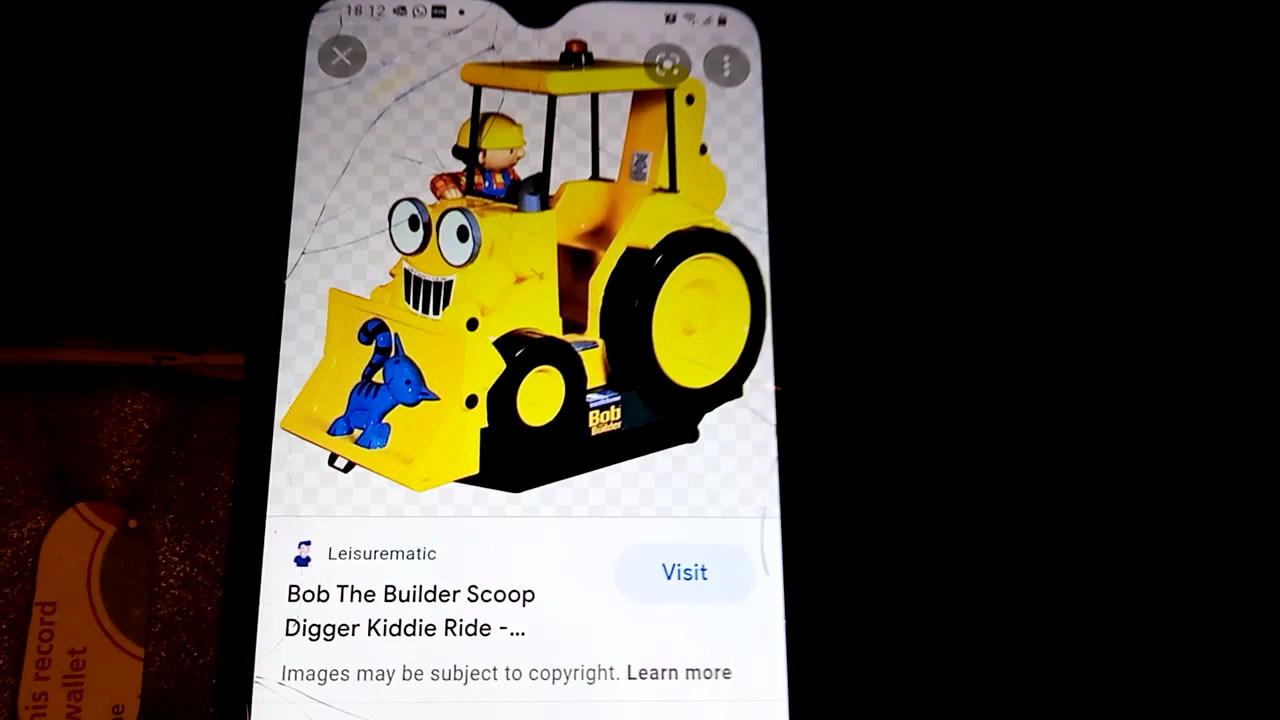 18:12
Bob
Builder
Leisurematic
Visit
Bob The Builder Scoop
Digger Kiddie Ride -...
Images may be subject to copyright. Learn more
his record
wallet